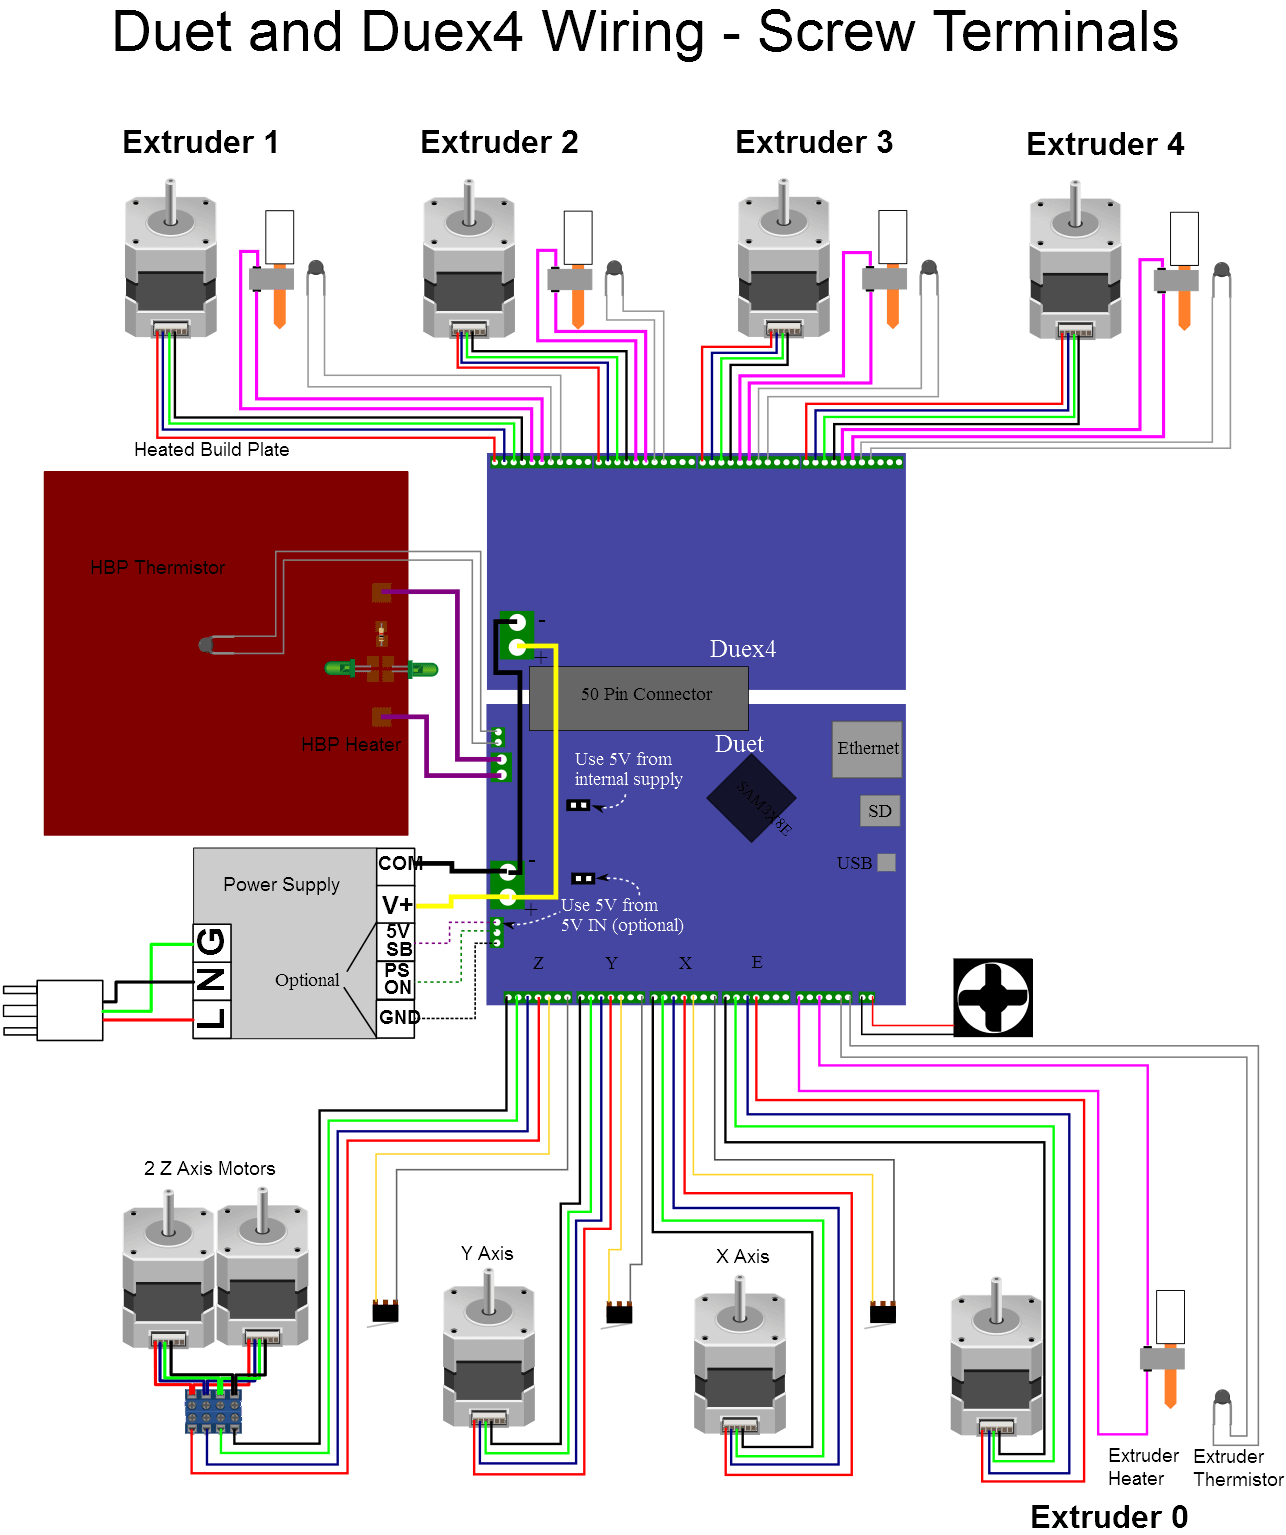 Duet and Duex4 Wiring - Screw Terminals
Extruder 1
Extruder 2
Extruder 3
Extruder 4
Heated Build Plate
HBP Thermistor
HBP Heater
-
+
Duex4
50 Pin Connector
Duet
Ethernet
Use 5V from
internal supply
SAM3X8E
SD
USB
Power Supply
COM
V+
5V
SB
PS
ON
GND
Optional
G
N
L
-
+
Use 5V from
5V IN (optional)
Z
Y
X
E
2 Z Axis Motors
Y Axis
X Axis
Extruder
Heater
Extruder
Thermistor
Extruder 0